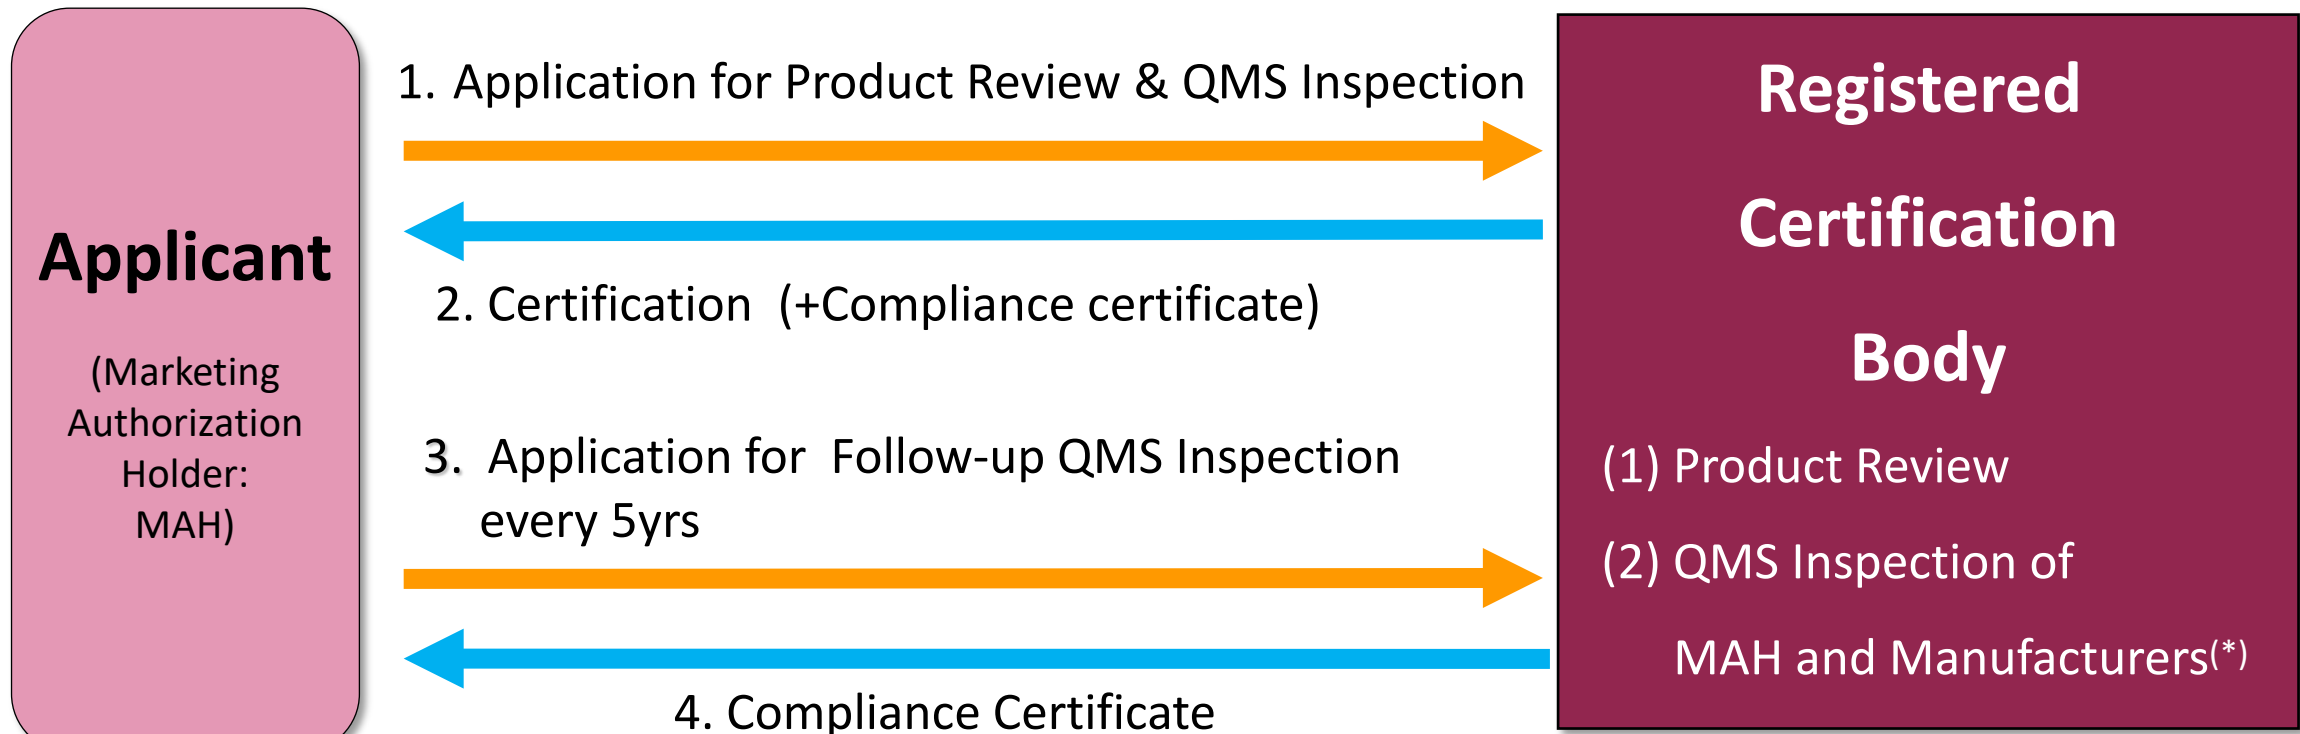 Applicant
(Marketing
Authorization
Holder:
MAH)
1. Application for Product Review & QMS Inspection
2. Certification (+Compliance certificate)
3. Application for Follow-up QMS Inspection
every 5yrs
4. Compliance Certificate
Registered
Certification
Body
(1) Product Review
(2) QMS Inspection of
MAH and Manufacturers(*)